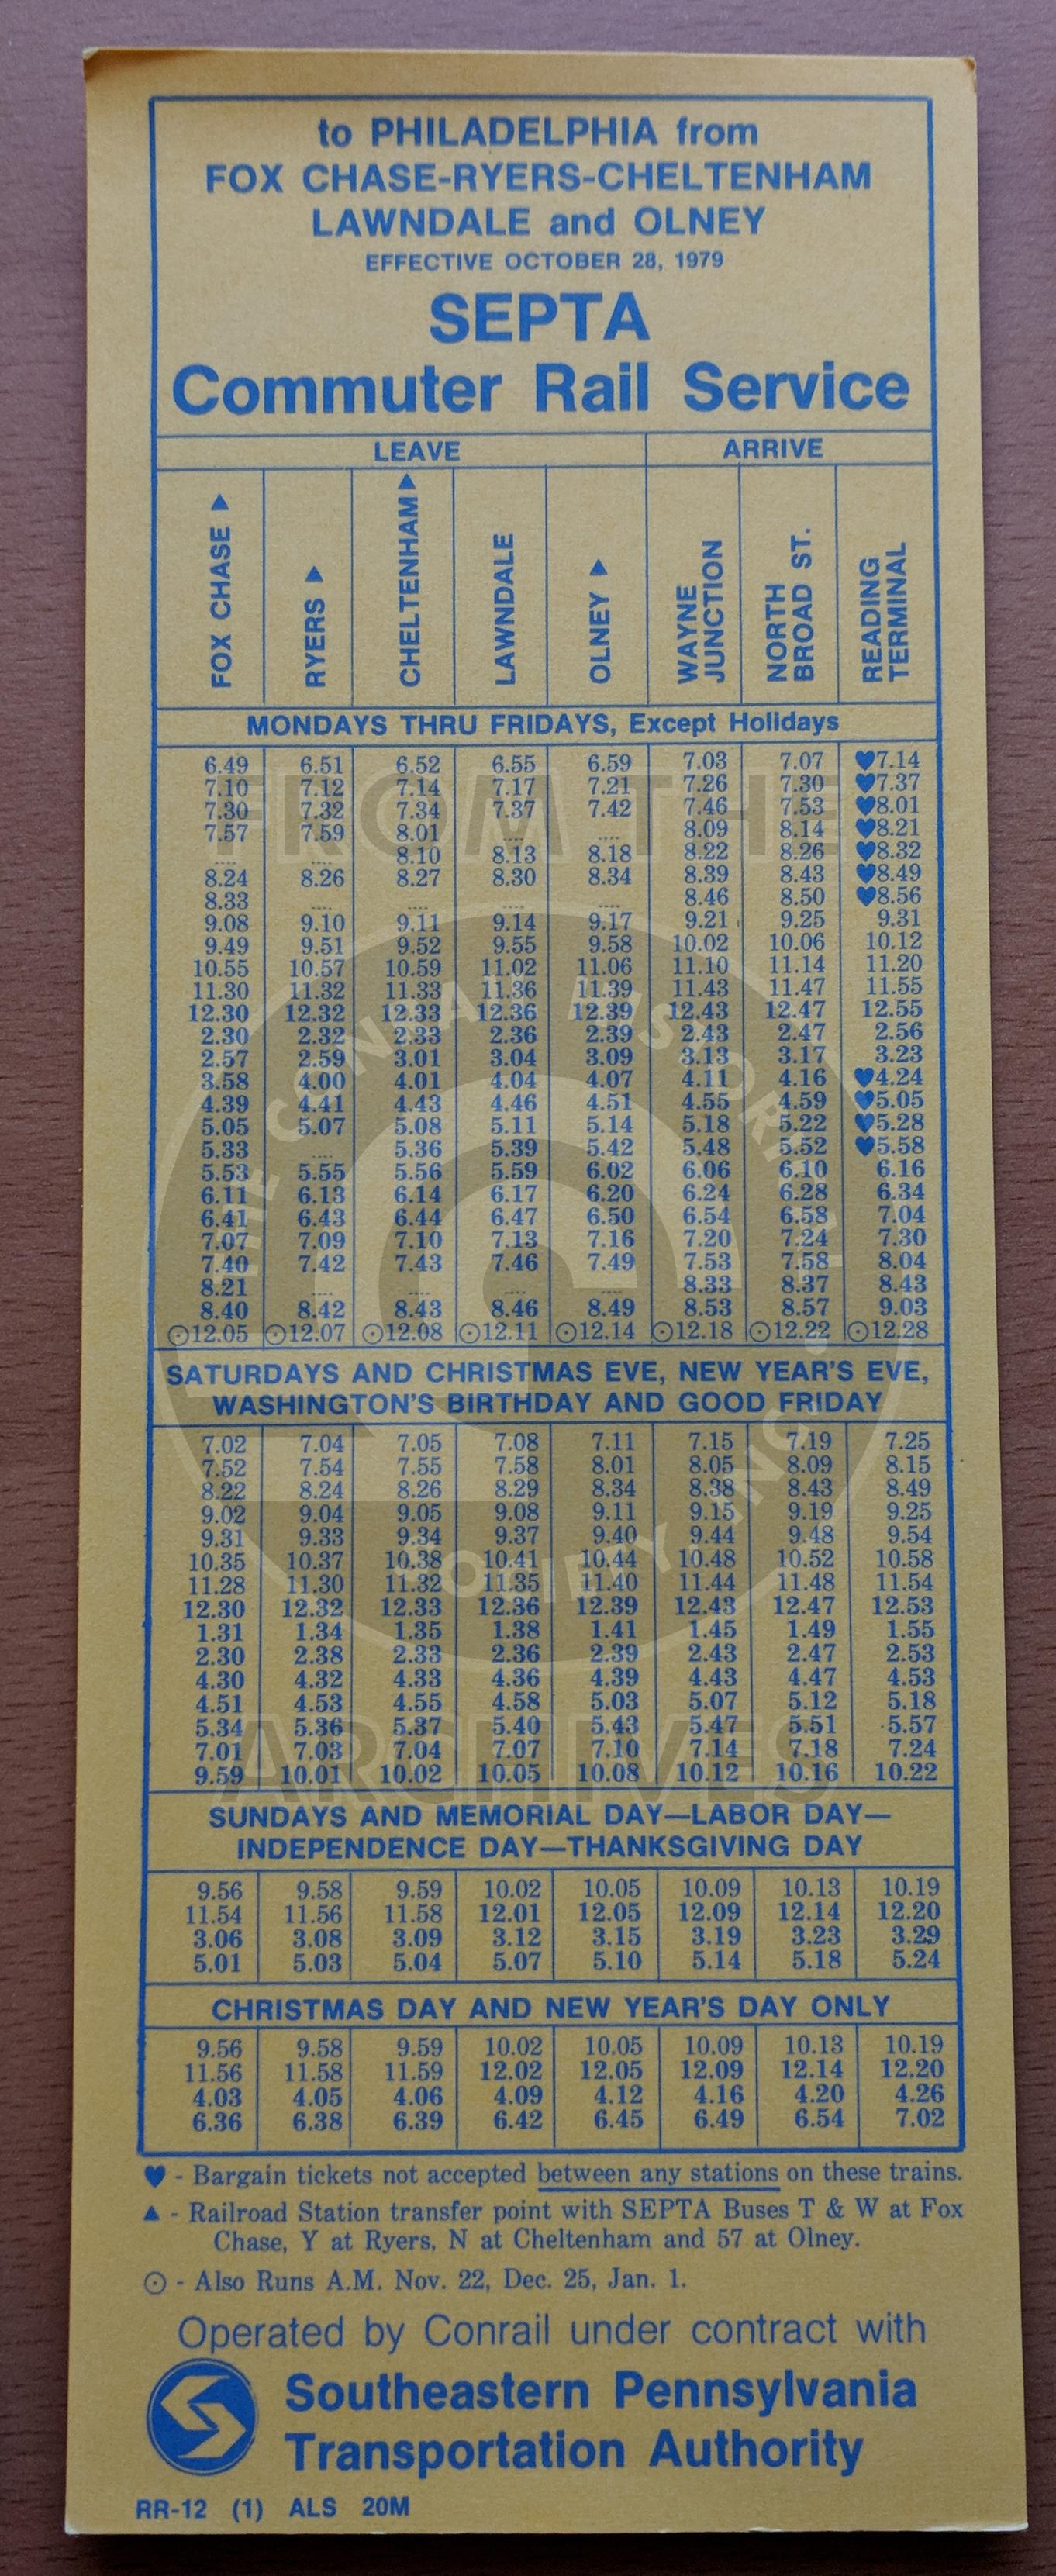 to PHILADELPHIA from
FOX CHASE-RYERS-CHELTENHAM
LAWNDALE and OLNEY
EFFECTIVE OCTOBER 28, 1979
SEPTA
Commuter Rail Service
LEAVE ARRIVE
FOX CHASE ▲ RYERS ▲ CHELTENHAM ▲ LAWNDALE OLNEY ▲ WAYNE JUNCTION NORTH BROAD ST. READING TERMINAL
MONDAYS THRU FRIDAYS, Except Holidays
6.49 6.51 6.52 6.55 6.59 7.03 7.07 ♥7.14
7.10 7.12 7.14 7.17 7.21 7.26 7.30 ♥7.37
7.30 7.32 7.34 7.37 7.42 7.46 7.53 ♥8.01
7.57 7.59 8.01 .... .... 8.09 8.14 ♥8.21
.... .... 8.10 8.13 8.18 8.22 8.26 ♥8.32
8.24 8.26 8.27 8.30 8.34 8.39 8.43 ♥8.49
8.33 .... .... .... .... 8.46 8.50 ♥8.56
9.08 9.10 9.11 9.14 9.17 9.21 9.25 9.31
9.49 9.51 9.52 9.55 9.58 10.02 10.06 10.12
10.55 10.57 10.59 11.02 11.06 11.10 11.14 11.20
11.30 11.32 11.33 11.36 11.39 11.43 11.47 11.55
12.30 12.32 12.33 12.36 12.39 12.43 12.47 12.55
2.30 2.32 2.33 2.36 2.39 2.43 2.47 2.56
2.57 2.59 3.01 3.04 3.09 3.13 3.17 3.23
3.58 4.00 4.01 4.04 4.07 4.11 4.16 ♥4.24
4.39 4.41 4.43 4.46 4.51 4.55 4.59 ♥5.05
5.05 5.07 5.08 5.11 5.14 5.18 5.22 ♥5.28
5.33 .... 5.36 5.39 5.42 5.48 5.52 ♥5.58
5.53 5.55 5.56 5.59 6.02 6.06 6.10 6.16
6.11 6.13 6.14 6.17 6.20 6.24 6.28 6.34
6.41 6.43 6.44 6.47 6.50 6.54 6.58 7.04
7.07 7.09 7.10 7.13 7.16 7.20 7.24 7.30
7.40 7.42 7.43 7.46 7.49 7.53 7.58 8.04
8.21 .... .... .... .... 8.33 8.37 8.43
8.40 8.42 8.43 8.46 8.49 8.53 8.57 9.03
⊙12.05 ⊙12.07 ⊙12.08 ⊙12.11 ⊙12.14 ⊙12.18 ⊙12.22 ⊙12.28
SATURDAYS AND CHRISTMAS EVE, NEW YEAR'S EVE,
WASHINGTON'S BIRTHDAY AND GOOD FRIDAY
7.02 7.04 7.05 7.08 7.11 7.15 7.19 7.25
7.52 7.54 7.55 7.58 8.01 8.05 8.09 8.15
8.22 8.24 8.26 8.29 8.34 8.38 8.43 8.49
9.02 9.04 9.05 9.08 9.11 9.15 9.19 9.25
9.31 9.33 9.34 9.37 9.40 9.44 9.48 9.54
10.35 10.37 10.38 10.41 10.44 10.48 10.52 10.58
11.28 11.30 11.32 11.35 11.40 11.44 11.48 11.54
12.30 12.32 12.33 12.36 12.39 12.43 12.47 12.53
1.31 1.34 1.35 1.38 1.41 1.45 1.49 1.55
2.30 2.38 2.33 2.36 2.39 2.43 2.47 2.53
4.30 4.32 4.33 4.36 4.39 4.43 4.47 4.53
4.51 4.53 4.55 4.58 5.03 5.07 5.12 5.18
5.34 5.36 5.37 5.40 5.43 5.47 5.51 5.57
7.01 7.03 7.04 7.07 7.10 7.14 7.18 7.24
9.59 10.01 10.02 10.05 10.08 10.12 10.16 10.22
SUNDAYS AND MEMORIAL DAY—LABOR DAY—
INDEPENDENCE DAY—THANKSGIVING DAY
9.56 9.58 9.59 10.02 10.05 10.09 10.13 10.19
11.54 11.56 11.58 12.01 12.05 12.09 12.14 12.20
3.06 3.08 3.09 3.12 3.15 3.19 3.23 3.29
5.01 5.03 5.04 5.07 5.10 5.14 5.18 5.24
CHRISTMAS DAY AND NEW YEAR'S DAY ONLY
9.56 9.58 9.59 10.02 10.05 10.09 10.13 10.19
11.56 11.58 11.59 12.02 12.05 12.09 12.14 12.20
4.03 4.05 4.06 4.09 4.12 4.16 4.20 4.26
6.36 6.38 6.39 6.42 6.45 6.49 6.54 7.02
♥ - Bargain tickets not accepted between any stations on these trains.
▲ - Railroad Station transfer point with SEPTA Buses T & W at Fox
Chase, Y at Ryers, N at Cheltenham and 57 at Olney.
⊙ - Also Runs A.M. Nov. 22, Dec. 25, Jan. 1.
Operated by Conrail under contract with
Southeastern Pennsylvania
Transportation Authority
RR-12 (1) ALS 20M
FROM THE
THE CONRAIL HISTORICAL
SOCIETY INC.
ARCHIVES